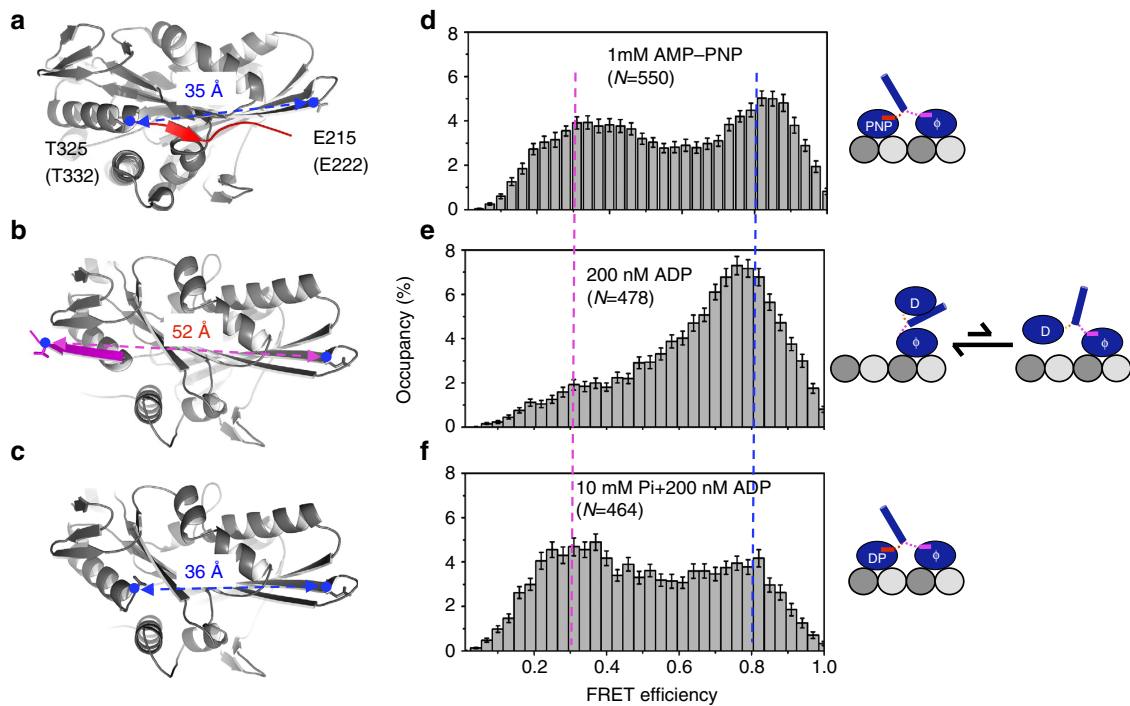 a
35 Å
T325
(T332)
E215
(E222)
b
52 Å
c
36 Å
d
8
6
4
2
0
1mM AMP–PNP
(N=550)
PNP
ϕ
e
8
6
4
2
0
200 nM ADP
(N=478)
Occupancy (%)
D
ϕ
D
ϕ
f
8
6
4
2
0
10 mM Pi+200 nM ADP
(N=464)
DP
ϕ
0.2
0.4
0.6
0.8
1.0
FRET efficiency